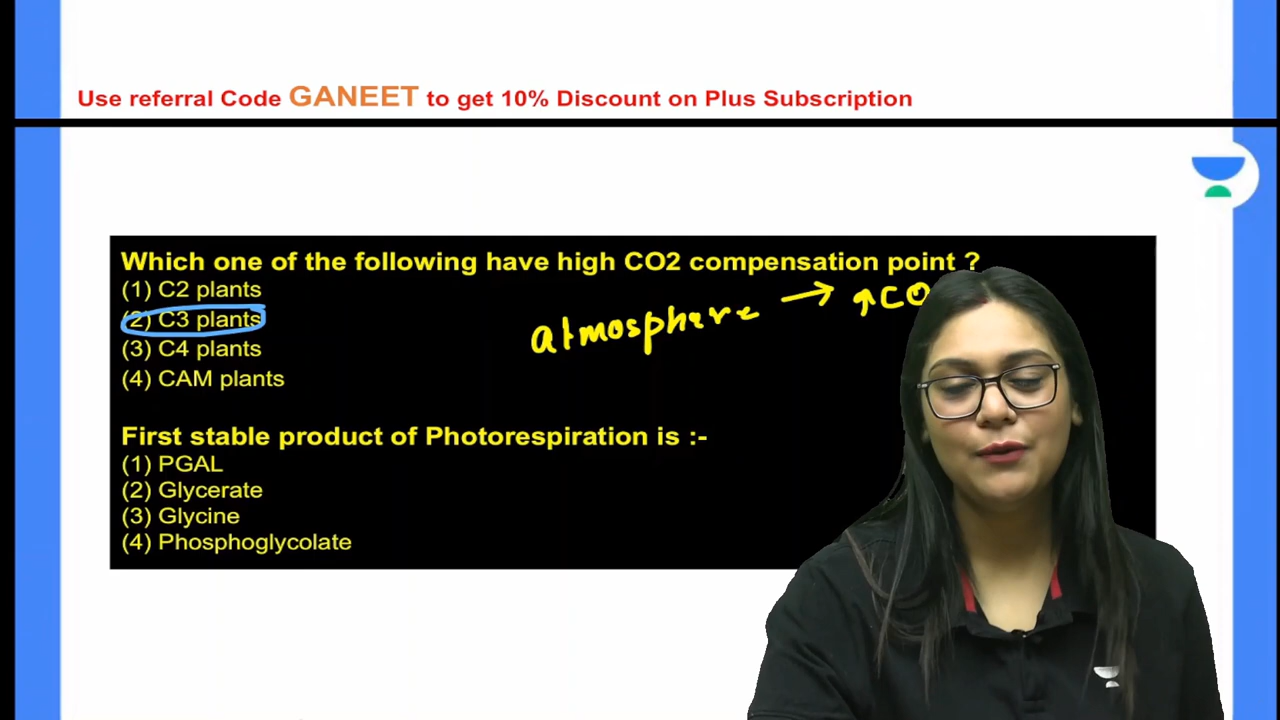 Use referral Code GANEET to get 10% Discount on Plus Subscription
Which one of the following have high CO2 compensation point ?
(1) C2 plants
(2) C3 plants
(3) C4 plants
(4) CAM plants
atmosphere → ↑CO
First stable product of Photorespiration is :-
(1) PGAL
(2) Glycerate
(3) Glycine
(4) Phosphoglycolate